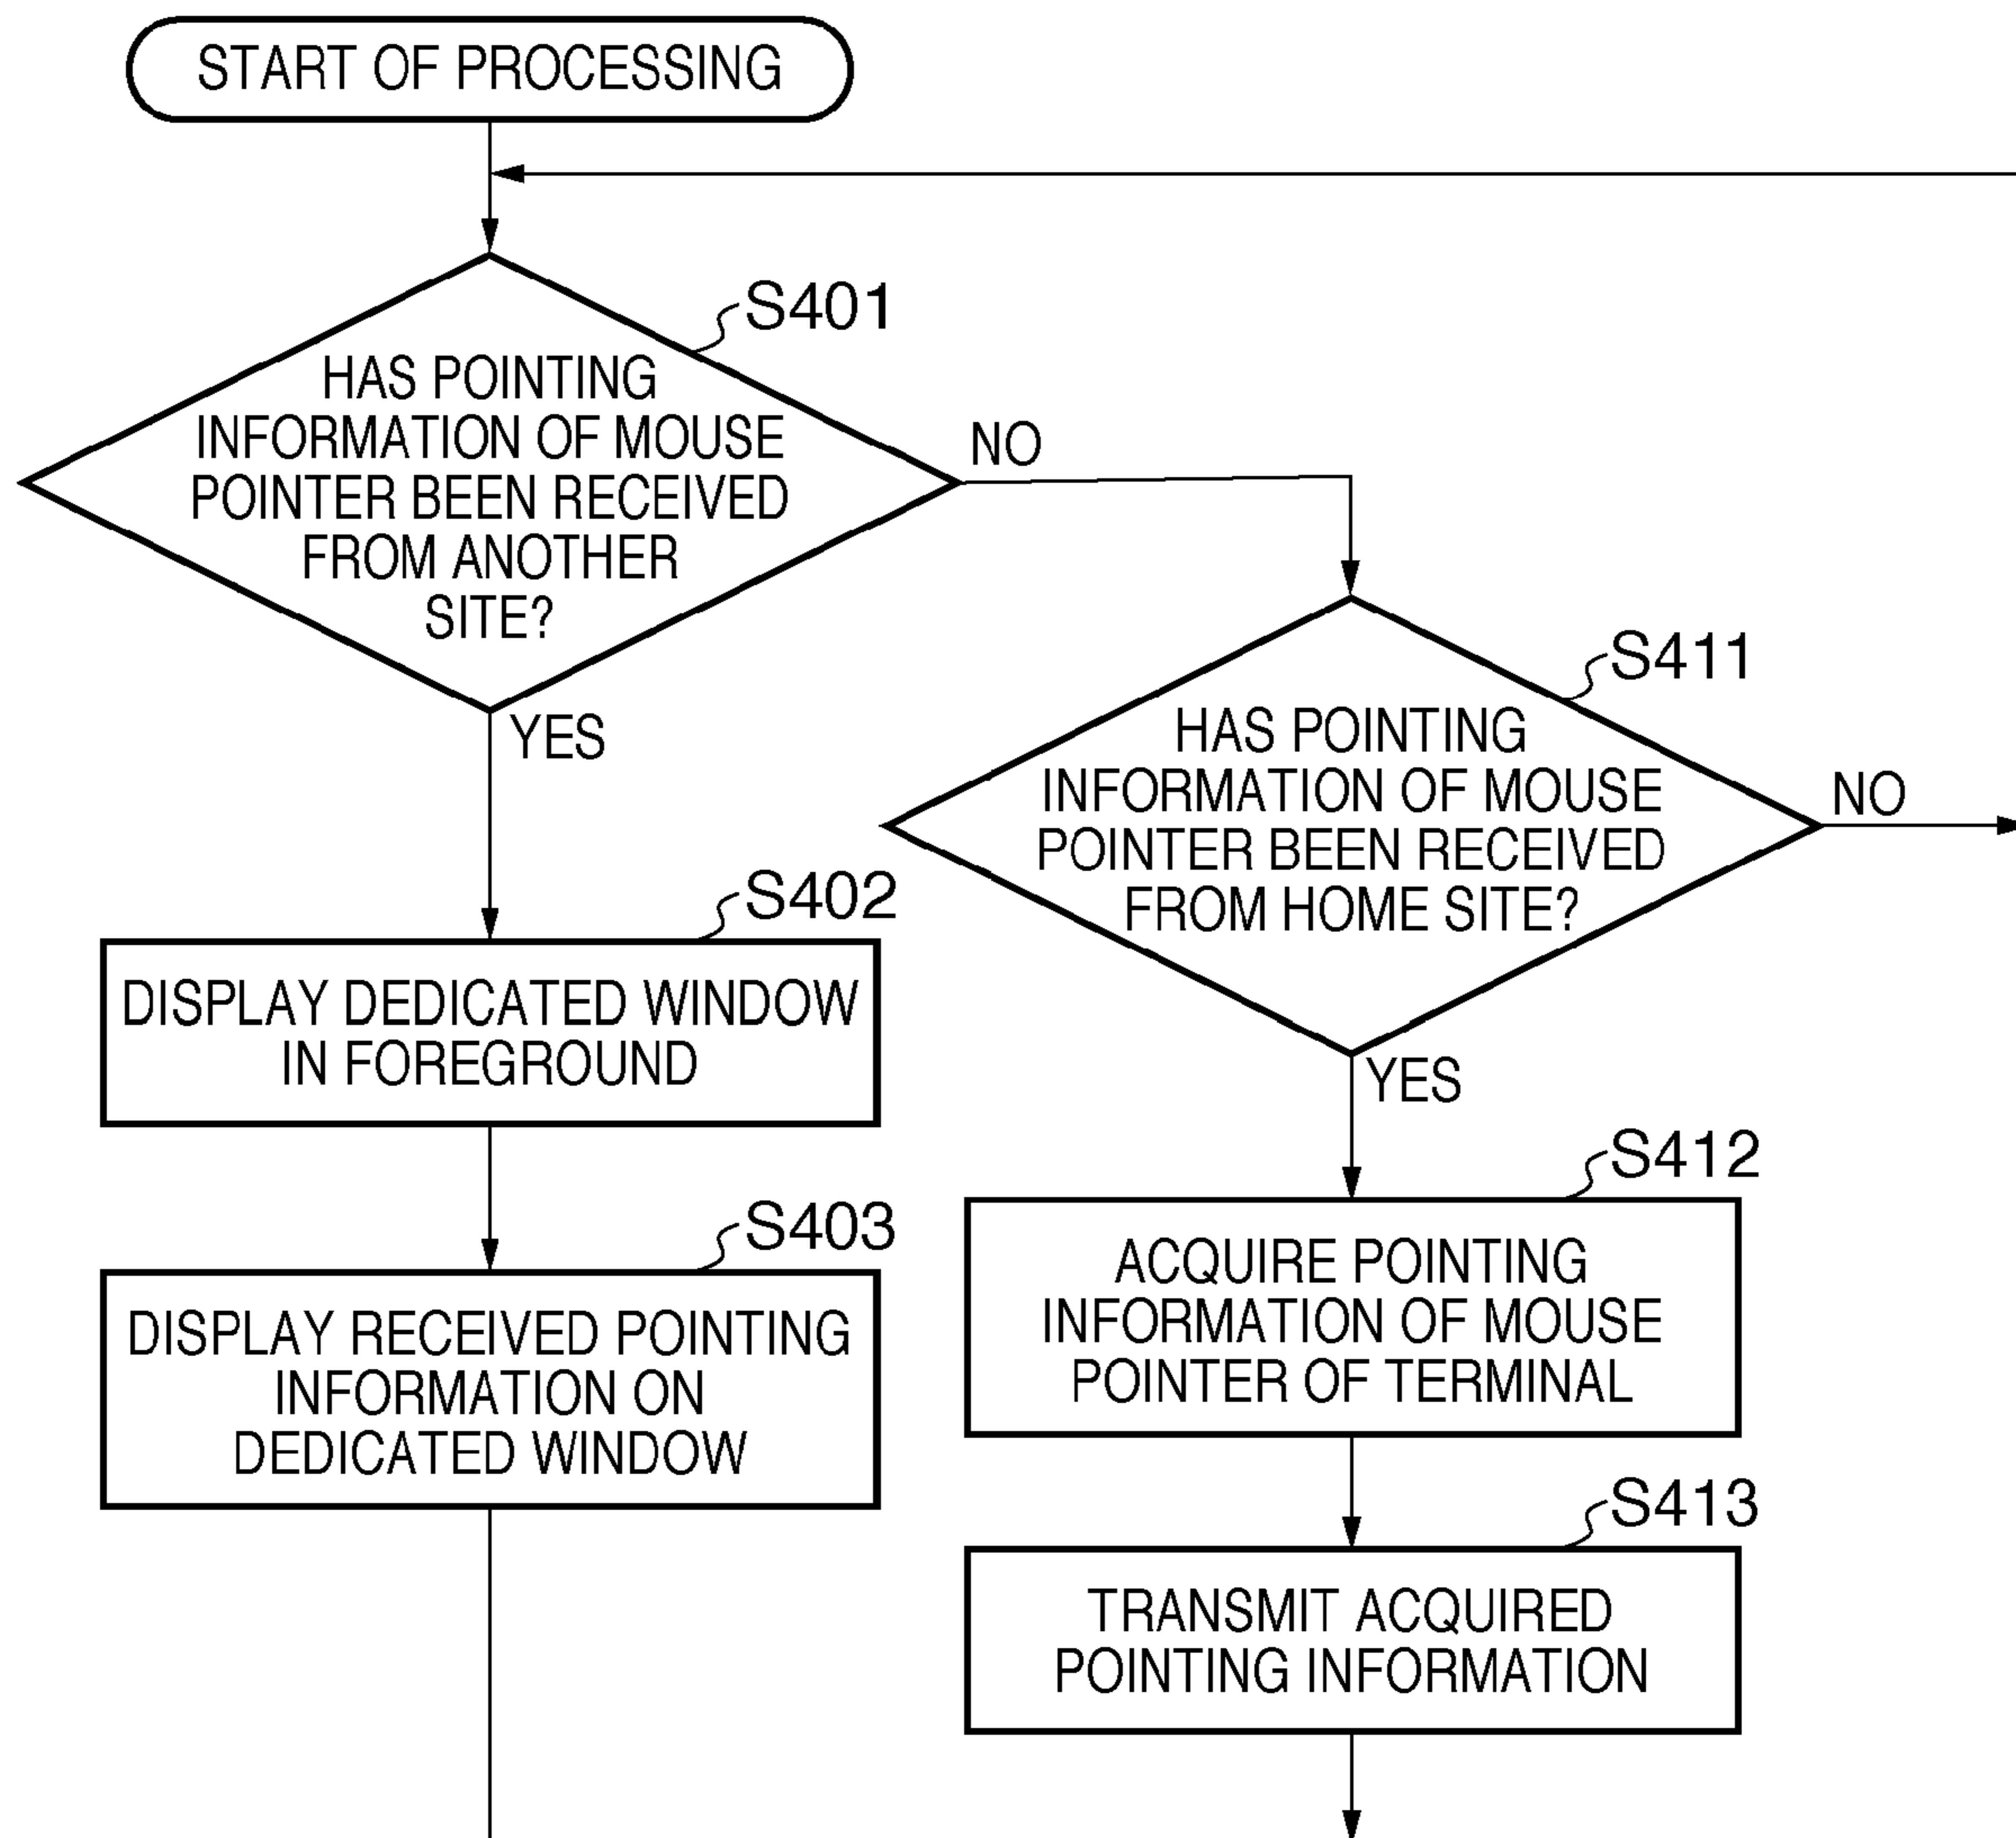 START OF PROCESSING
S401
HAS POINTING
INFORMATION OF MOUSE
POINTER BEEN RECEIVED
FROM ANOTHER
SITE?
NO
YES
S402
DISPLAY DEDICATED WINDOW
IN FOREGROUND
S403
DISPLAY RECEIVED POINTING
INFORMATION ON
DEDICATED WINDOW
S411
HAS POINTING
INFORMATION OF MOUSE
POINTER BEEN RECEIVED
FROM HOME SITE?
NO
YES
S412
ACQUIRE POINTING
INFORMATION OF MOUSE
POINTER OF TERMINAL
S413
TRANSMIT ACQUIRED
POINTING INFORMATION